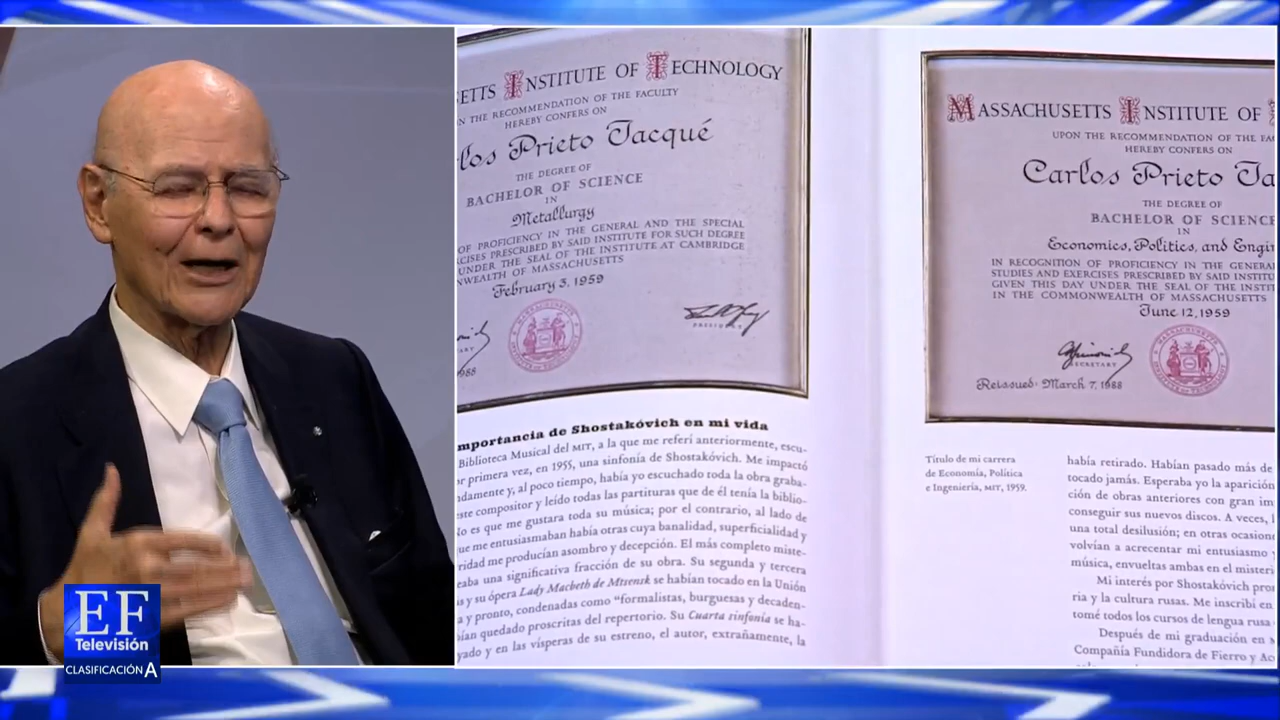 ETTS INSTITUTE OF TECHNOLOGY
N THE RECOMMENDATION OF THE FACULTY
HEREBY CONFERS ON
los Prieto Jacqué
THE DEGREE OF
BACHELOR OF SCIENCE
IN
Metallurgy
OF PROFICIENCY IN THE GENERAL AND THE SPECIAL
ERCISES PRESCRIBED BY SAID INSTITUTE FOR SUCH DEGREE
UNDER THE SEAL OF THE INSTITUTE AT CAMBRIDGE
NWEALTH OF MASSACHUSETTS
February 3, 1959
PRESIDENT
ETARY
988
MASSACHUSETTS INSTITUTE OF
UPON THE RECOMMENDATION OF THE FA
HEREBY CONFERS ON
Carlos Prieto Ja
THE DEGREE OF
BACHELOR OF SCIENCE
IN
Economics, Politics, and Engi
IN RECOGNITION OF PROFICIENCY IN THE GENERAL
STUDIES AND EXERCISES PRESCRIBED BY SAID INSTITU
GIVEN THIS DAY UNDER THE SEAL OF THE INSTIT
IN THE COMMONWEALTH OF MASSACHUSETTS
June 12, 1959
SECRETARY
Reissued: March 7, 1988
mportancia de Shostakóvich en mi vida
Biblioteca Musical del MIT, a la que me referí anteriormente, escu-
or primera vez, en 1955, una sinfonía de Shostakóvich. Me impactó
ndamente y, al poco tiempo, había yo escuchado toda la obra graba-
ste compositor y leído todas las partituras que de él tenía la biblio-
No es que me gustara toda su música; por el contrario, al lado de
que me entusiasmaban había otras cuya banalidad, superficialidad y
ridad me producían asombro y decepción. El más completo miste-
eaba una significativa fracción de su obra. Su segunda y tercera
s y su ópera Lady Macbeth de Mtsensk se habían tocado en la Unión
a y pronto, condenadas como “formalistas, burguesas y decaden-
bían quedado proscritas del repertorio. Su Cuarta sinfonía se ha-
yado y en las vísperas de su estreno, el autor, extrañamente, la
Título de mi carrera
de Economía, Política
e Ingeniería, MIT, 1959.
había retirado. Habían pasado más de
tocado jamás. Esperaba yo la aparición
ción de obras anteriores con gran im
conseguir sus nuevos discos. A veces, l
una total desilusión; en otras ocasione
volvían a acrecentar mi entusiasmo y
música, envueltas ambas en el misteri
Mi interés por Shostakóvich pros
ria y la cultura rusas. Me inscribí en
tomé todos los cursos de lengua rusa
Después de mi graduación en
Compañía Fundidora de Fierro y Ac
EF
Televisión
CLASIFICACIÓN A